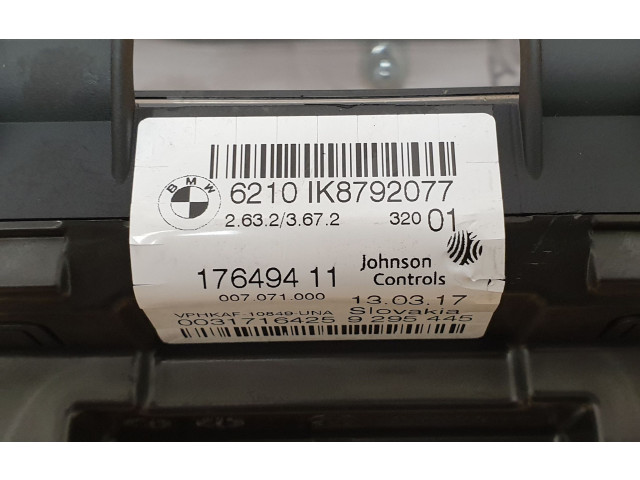 BMW
6210 IK8792077
2.63.2/3.67.2 320 01
176494 11 Johnson Controls
007.071.000 13.03.17
VPHKAF-10849-UNA Slovakia
0031716425 9 295 445